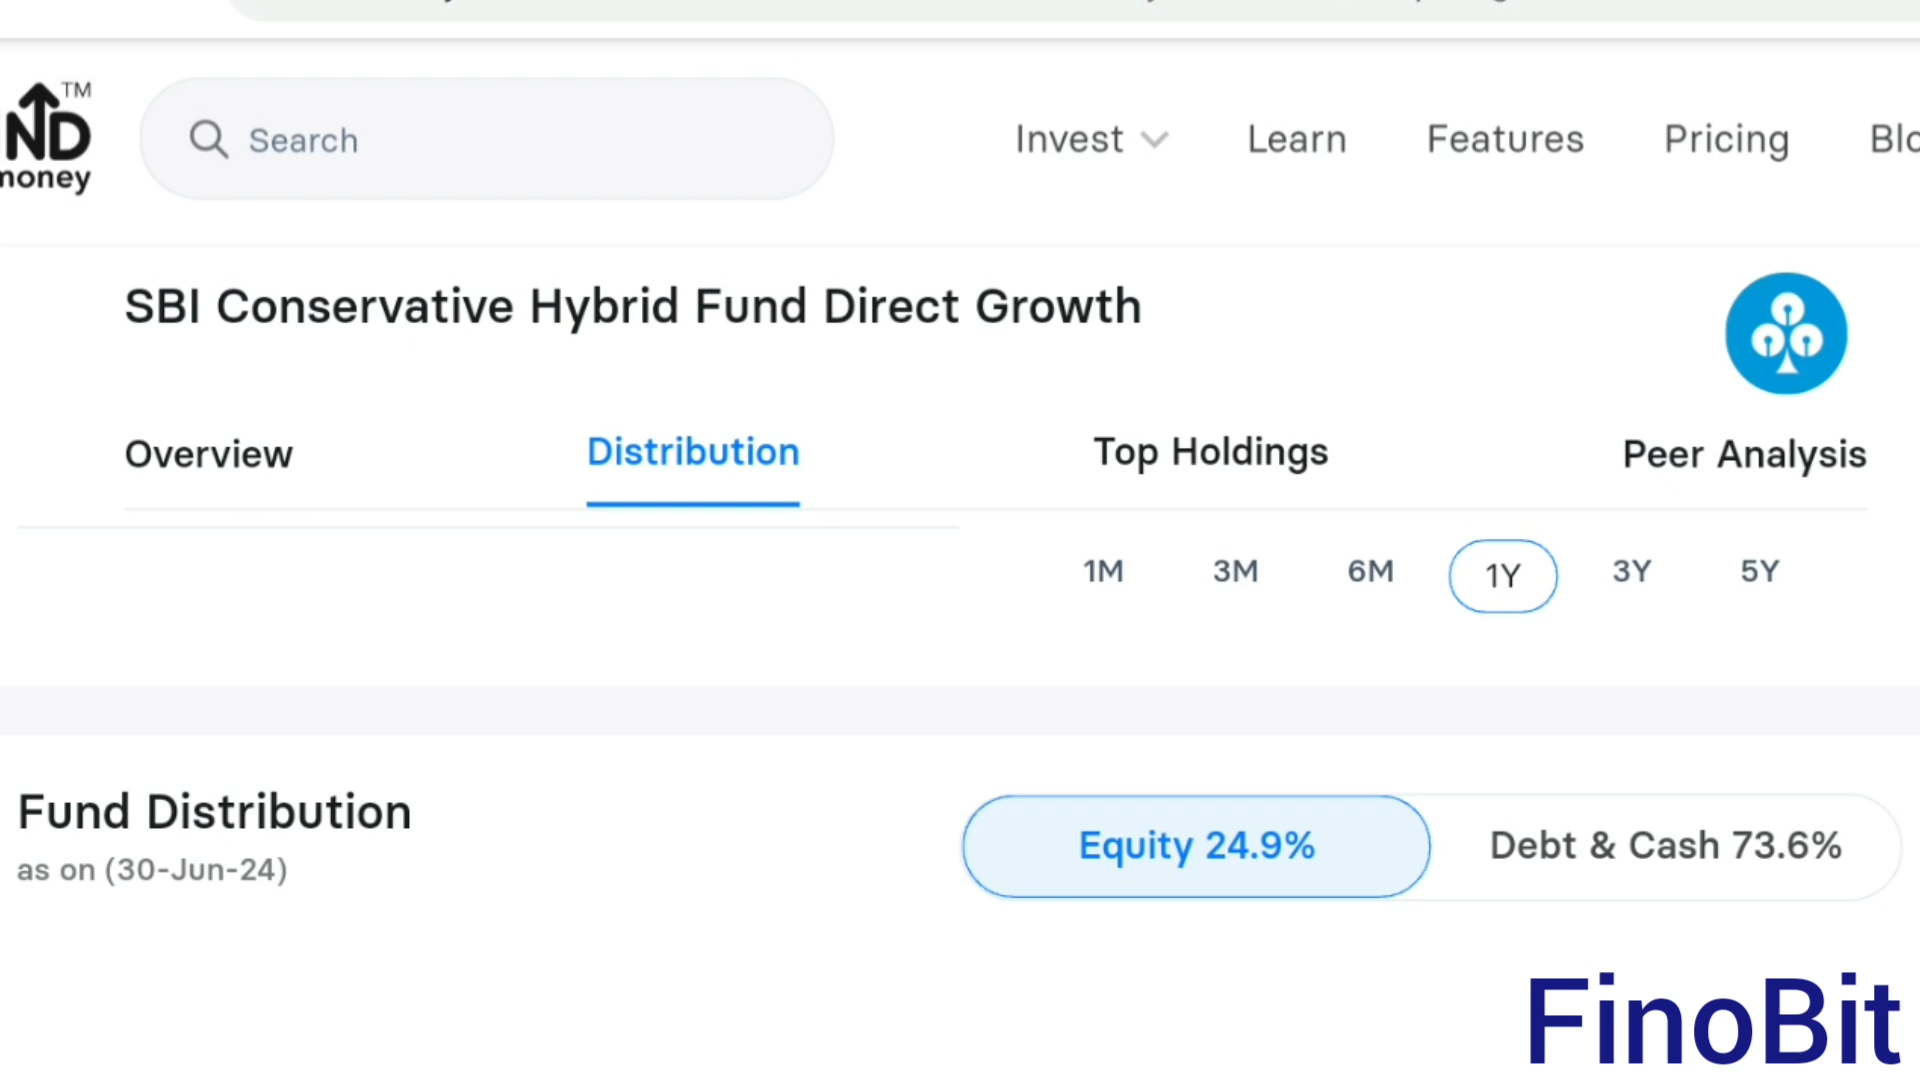 TM
ND
money
Search
Invest
Learn
Features
Pricing
SBI Conservative Hybrid Fund Direct Growth
Overview
Distribution
Top Holdings
Peer Analysis
1M
3M
6M
1Y
3Y
5Y
Fund Distribution
as on (30-Jun-24)
Equity 24.9%
Debt & Cash 73.6%
FinoBit